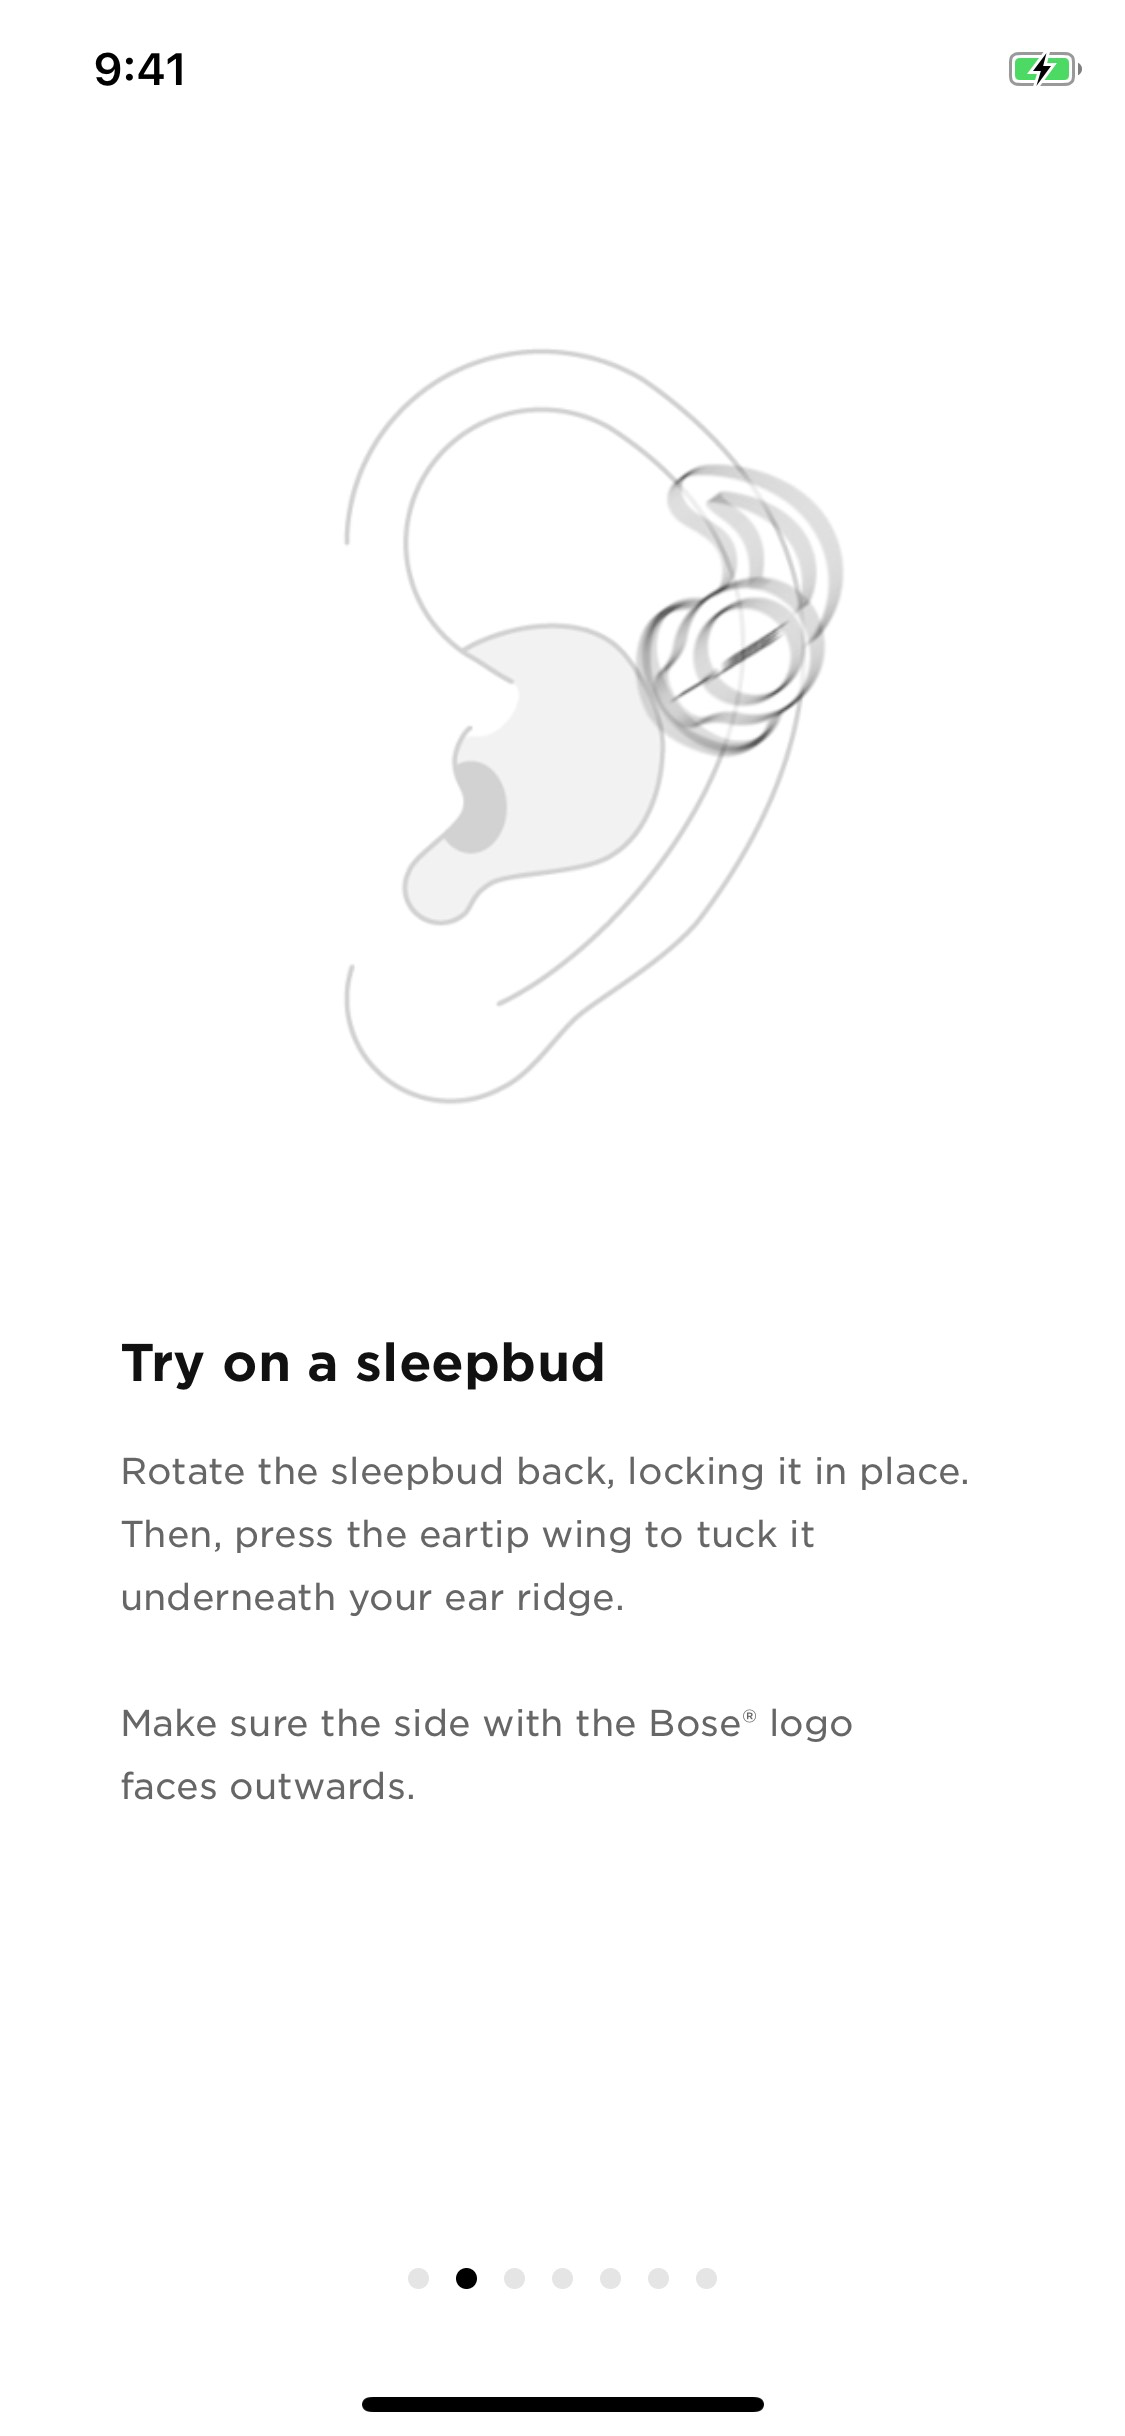 9:41
Try on a sleepbud
Rotate the sleepbud back, locking it in place.
Then, press the eartip wing to tuck it
underneath your ear ridge.
Make sure the side with the Bose® logo
faces outwards.